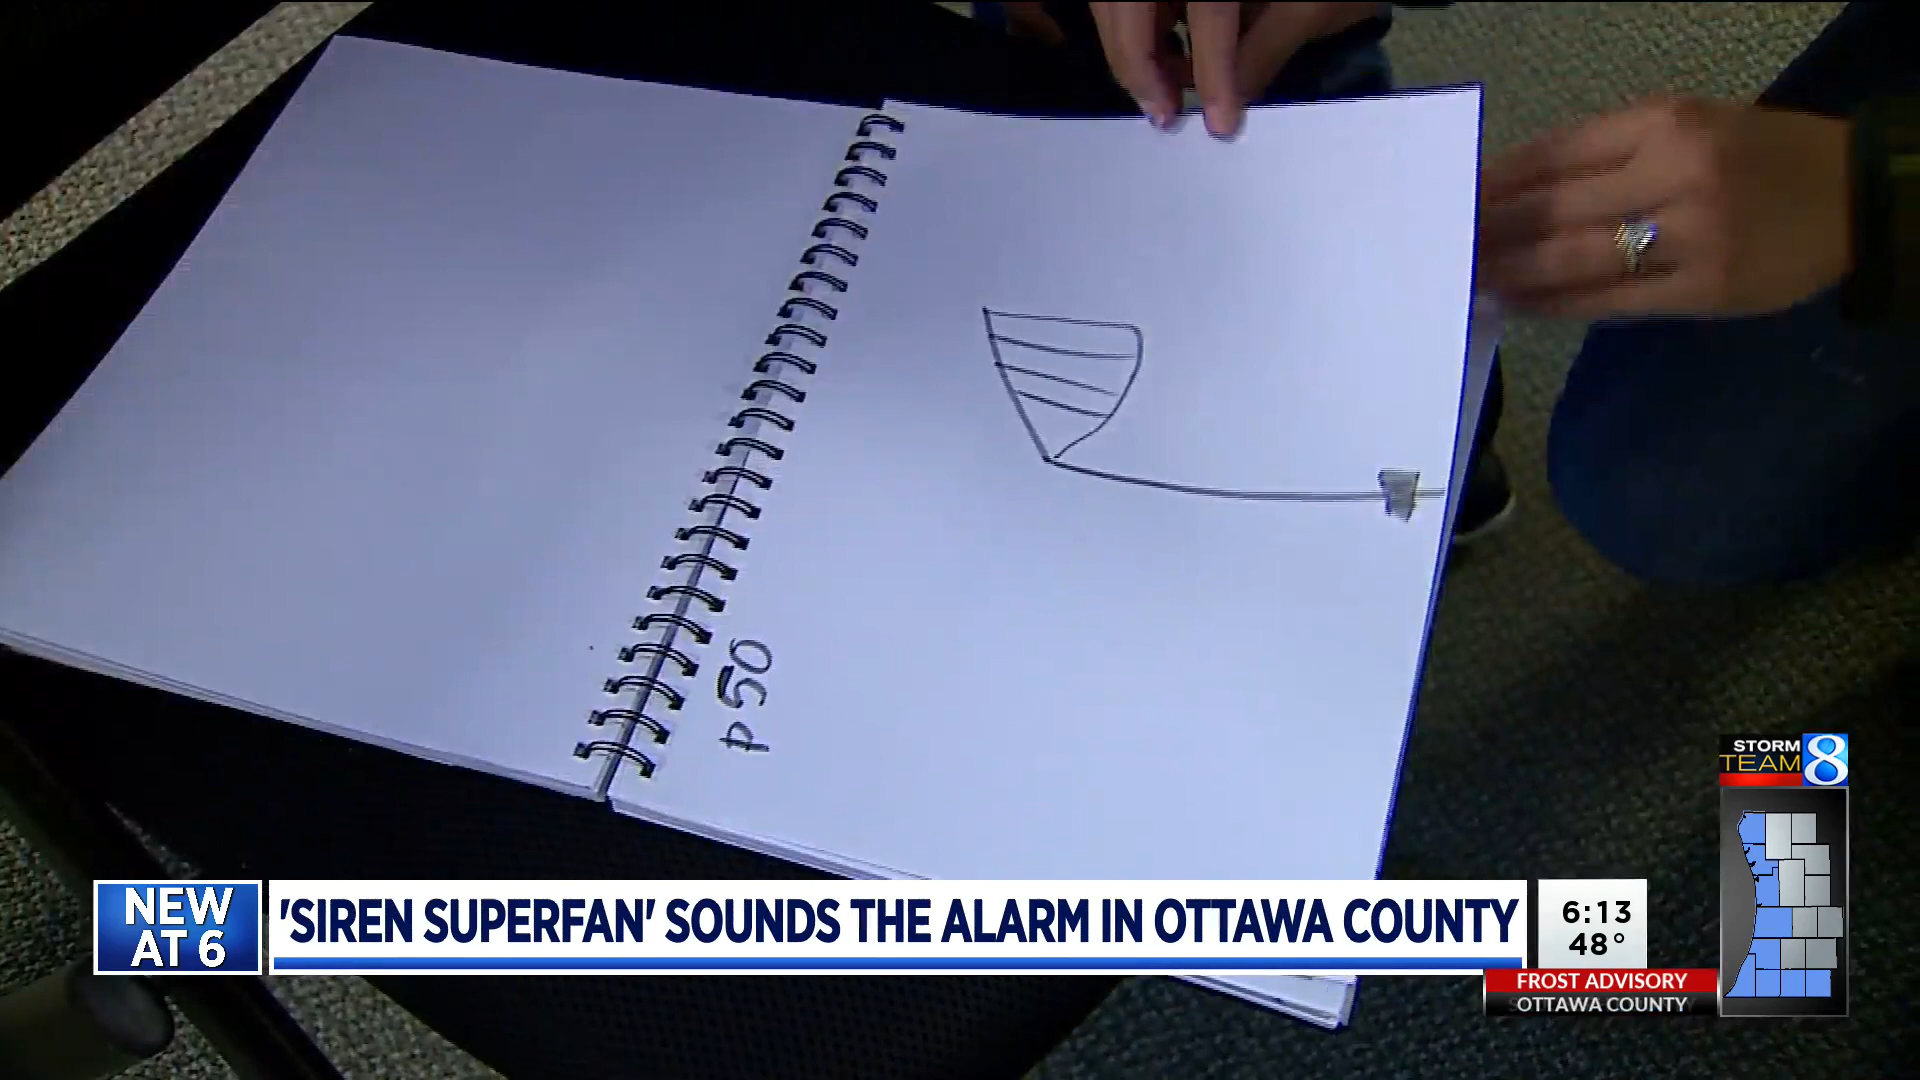 p50
NEW
AT 6
'SIREN SUPERFAN' SOUNDS THE ALARM IN OTTAWA COUNTY
6:13
48°
FROST ADVISORY
OTTAWA COUNTY
STORM
TEAM 8